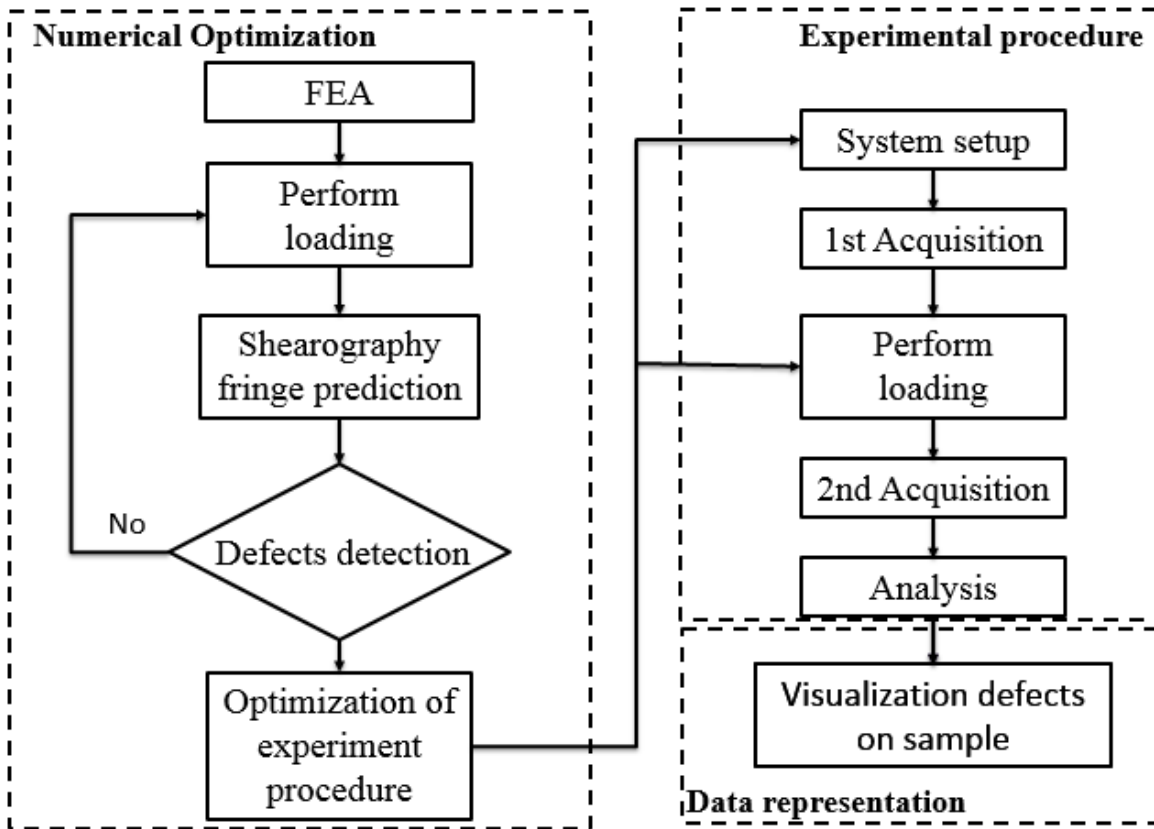 Numerical Optimization
FEA
Perform
loading
Shearography
fringe prediction
No
Defects detection
Optimization of
experiment
procedure
Experimental procedure
System setup
1st Acquisition
Perform
loading
2nd Acquisition
Analysis
Visualization defects
on sample
Data representation